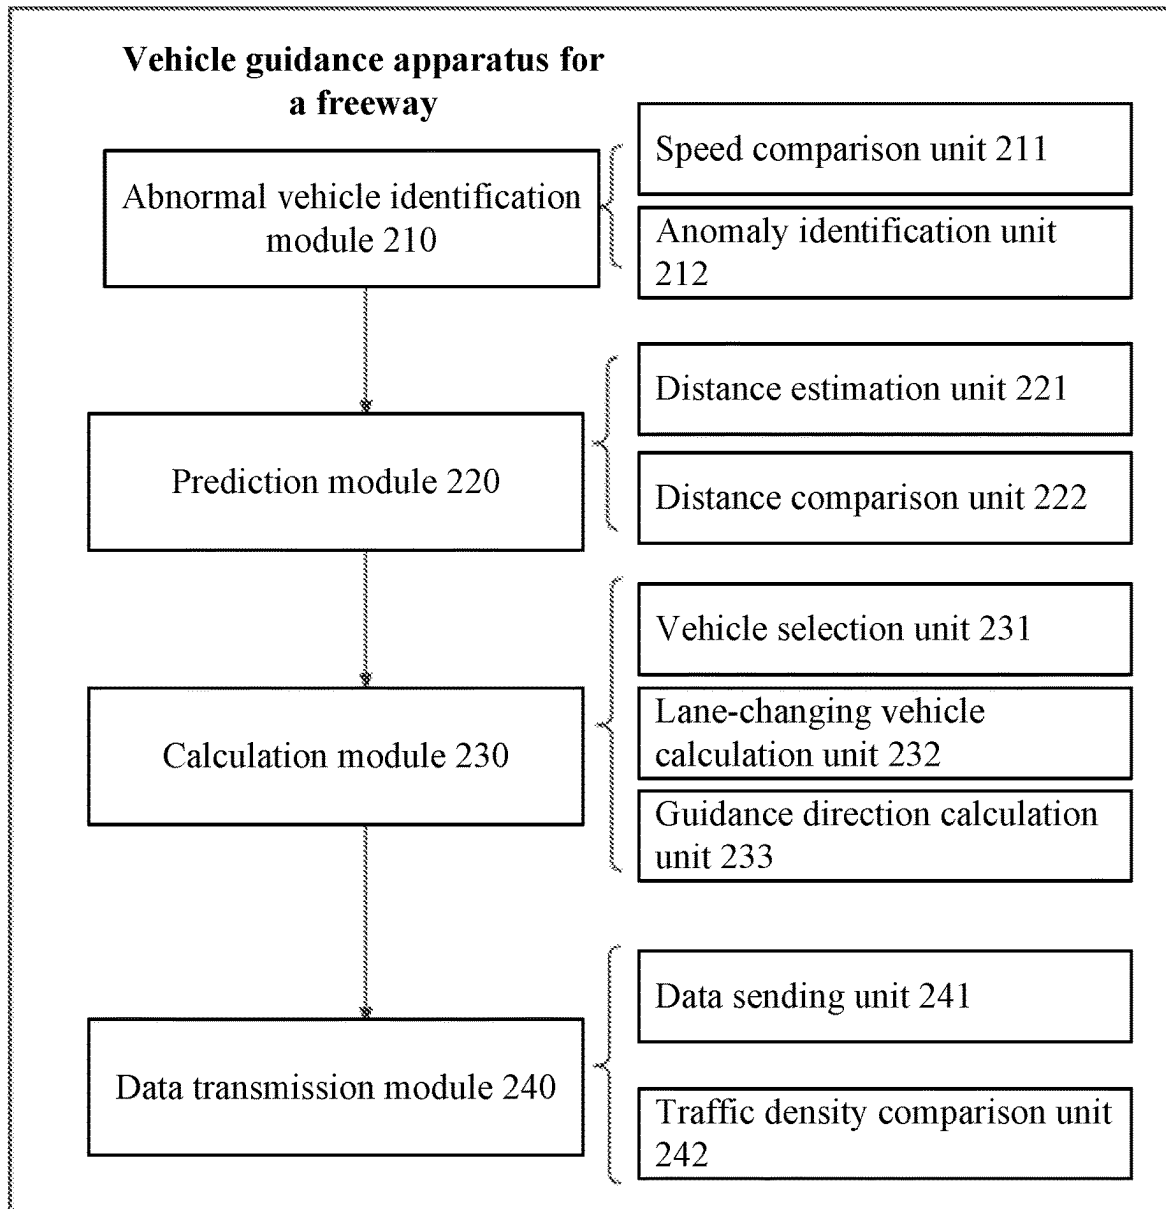 Vehicle guidance apparatus for
a freeway
Abnormal vehicle identification
module 210
Speed comparison unit 211
Anomaly identification unit
212
Prediction module 220
Distance estimation unit 221
Distance comparison unit 222
Calculation module 230
Vehicle selection unit 231
Lane-changing vehicle
calculation unit 232
Guidance direction calculation
unit 233
Data transmission module 240
Data sending unit 241
Traffic density comparison unit
242